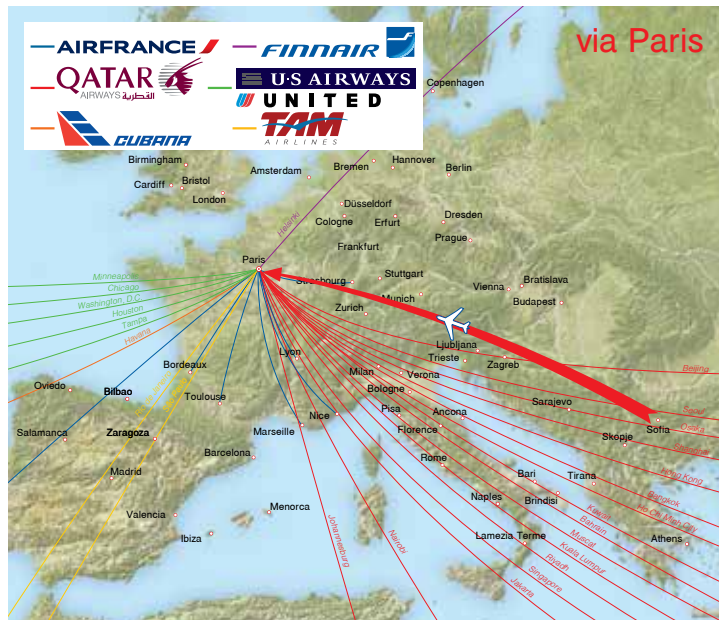 via Paris
AIRFRANCE
FINNAIR
QATAR
AIRWAYS القطرية
U·S AIRWAYS
UNITED
CUBANA
TAM
AIRLINES
Copenhagen
Birmingham
Bremen
Hannover
Berlin
Amsterdam
Cardiff
Bristol
London
Düsseldorf
Cologne
Erfurt
Dresden
Helsinki
Frankfurt
Prague
Paris
Minneapolis
Chicago
Washington, D.C.
Houston
Tampa
Havana
Strasbourg
Stuttgart
Munich
Vienna
Bratislava
Budapest
Zurich
Ljubljana
Trieste
Zagreb
Lyon
Bordeaux
Milan
Verona
Beijing
Oviedo
Bilbao
Toulouse
Bologna
Sarajevo
Seoul
Nice
Pisa
Ancona
Osaka
Sofia
Salamanca
Zaragoza
Marseille
Florence
Skopje
Shanghai
Barcelona
Rome
Madrid
Bari
Tirana
Hong Kong
Naples
Brindisi
Bangkok
Menorca
Valencia
Kuwait
Ho Chi Minh City
Ibiza
Johannesburg
Nairobi
Lamezia Terme
Bahrain
Muscat
Athens
Kuala Lumpur
Riyadh
Singapore
Jakarta